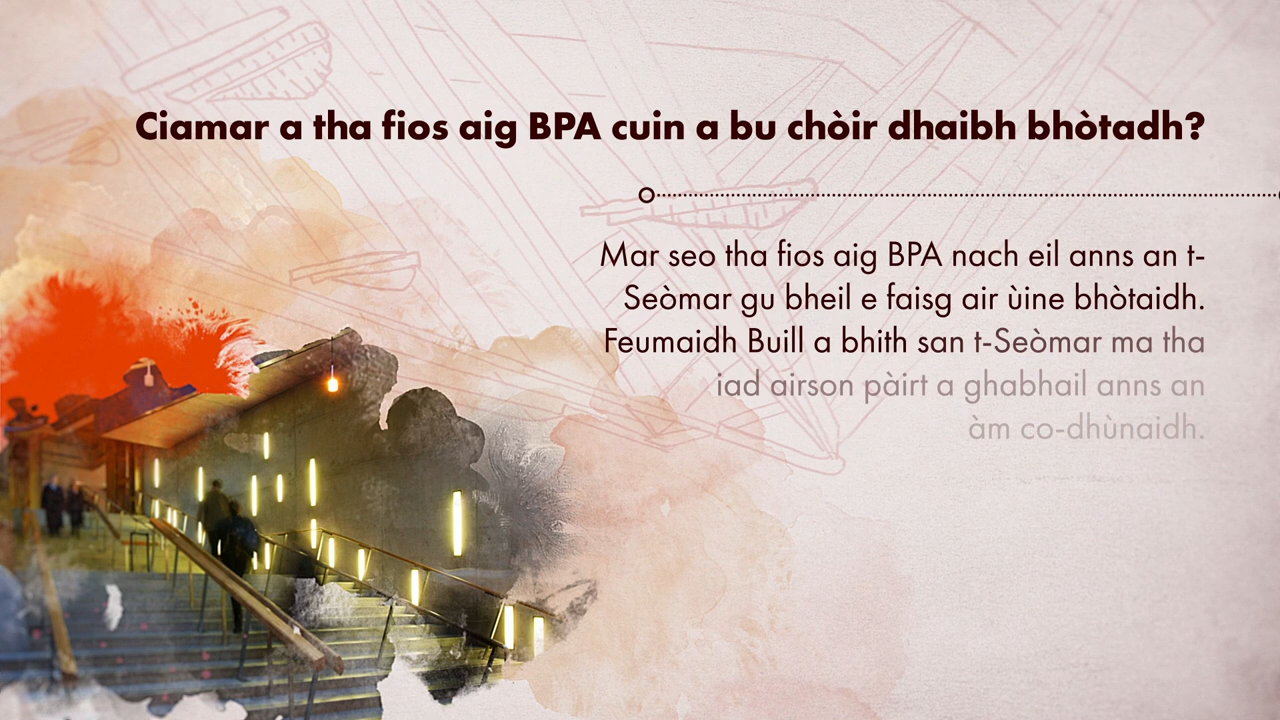 Ciamar a tha fios aig BPA cuin a bu chòir dhaibh bhòtadh?
Mar seo tha fios aig BPA nach eil anns an t-
Seòmar gu bheil e faisg air ùine bhòtaidh.
Feumaidh Buill a bhith san t-Seòmar ma tha
iad airson pàirt a ghabhail anns an
àm co-dhùnaidh.